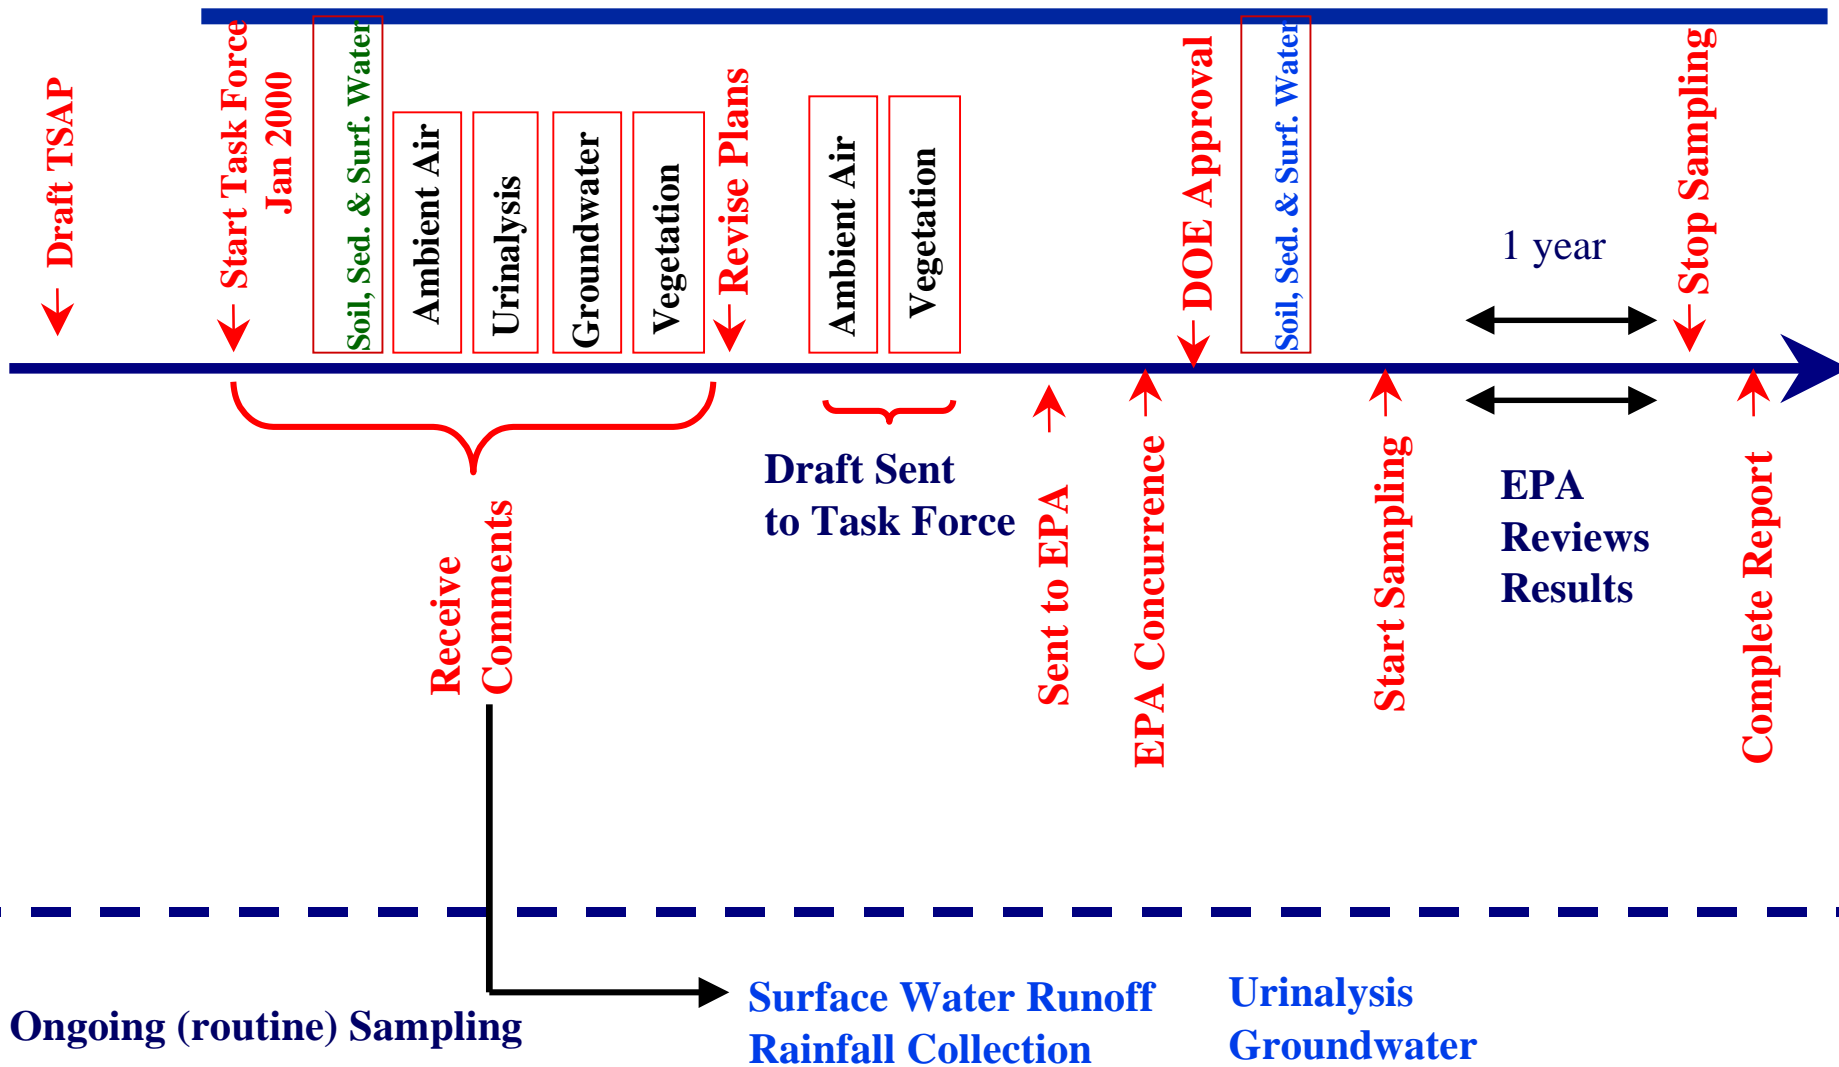 Draft TSAP
Start Task Force
Jan 2000
Soil, Sed. & Surf. Water
Ambient Air
Urinalysis
Groundwater
Vegetation
Revise Plans
Ambient Air
Vegetation
DOE Approval
Soil, Sed. & Surf. Water
1 year
Stop Sampling
Receive
Comments
Draft Sent
to Task Force
Sent to EPA
EPA Concurrence
Start Sampling
EPA
Reviews
Results
Complete Report
Ongoing (routine) Sampling
Surface Water Runoff
Rainfall Collection
Urinalysis
Groundwater